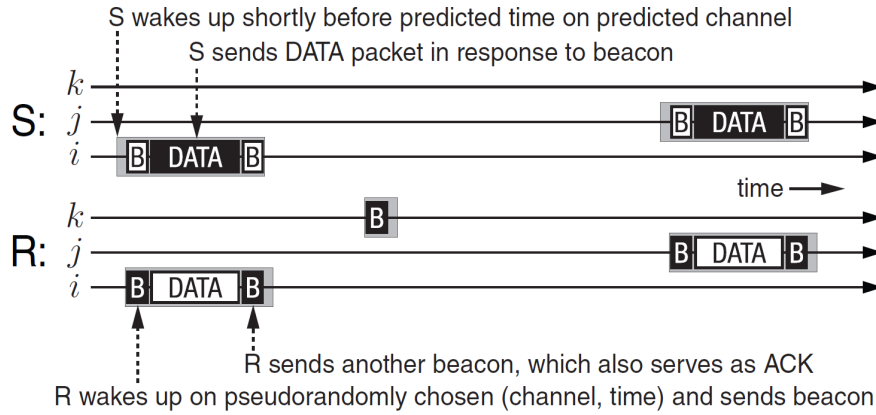 S wakes up shortly before predicted time on predicted channel
S sends DATA packet in response to beacon
k
S: j B DATA B
i B DATA B
time
k B
R: j B DATA B
i B DATA B
R sends another beacon, which also serves as ACK
R wakes up on pseudorandomly chosen (channel, time) and sends beacon